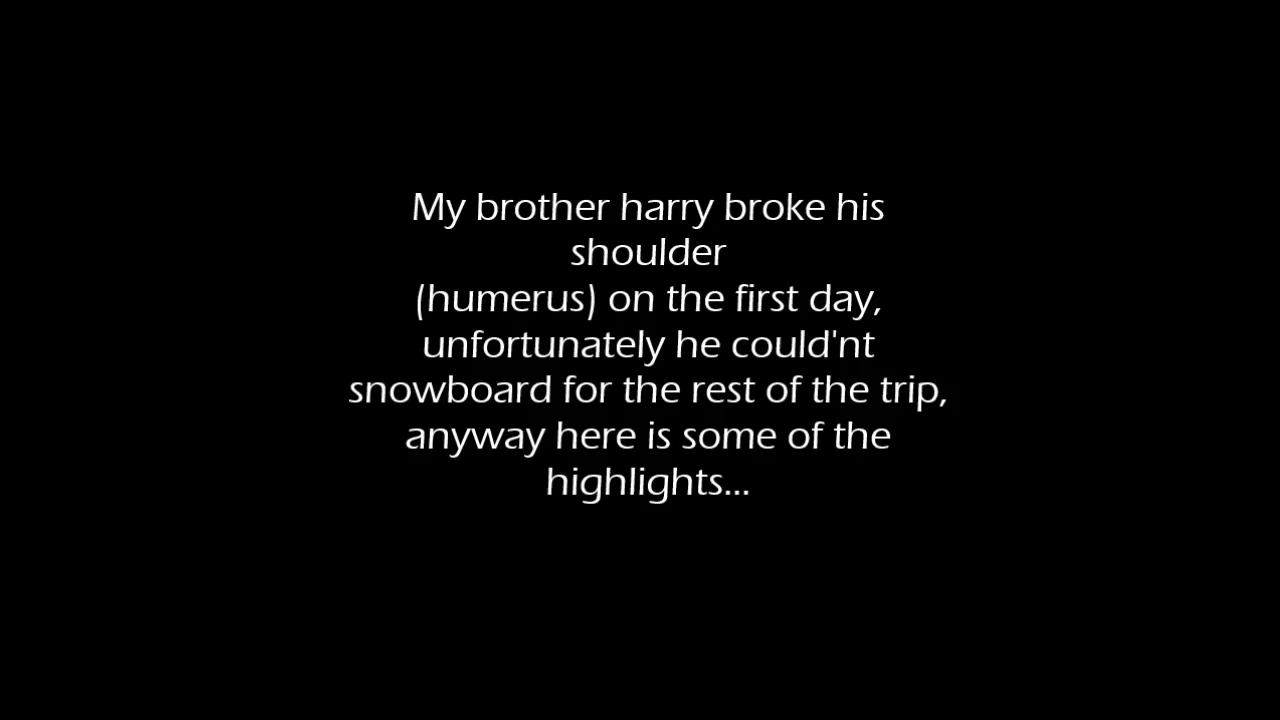 My brother harry broke his
shoulder
(humerus) on the first day,
unfortunately he could'nt
snowboard for the rest of the trip,
anyway here is some of the
highlights...